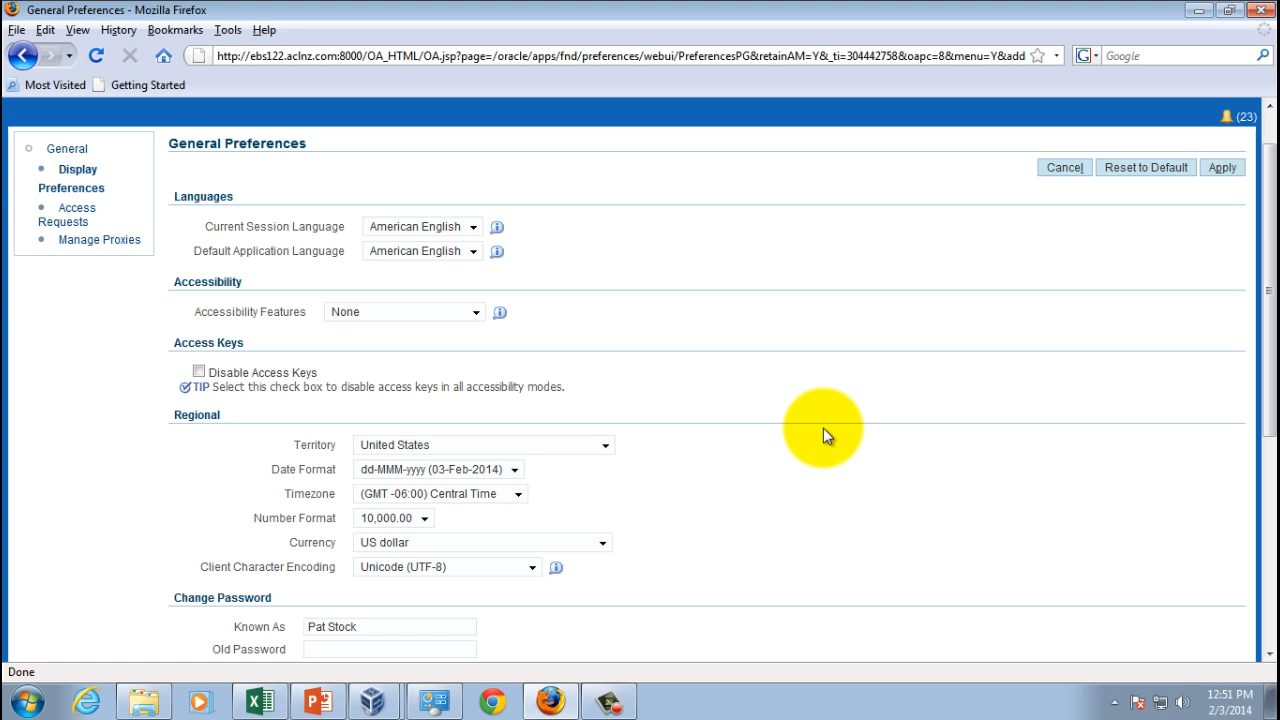 General Preferences - Mozilla Firefox
File Edit View History Bookmarks Tools Help
http://ebs122.aclnz.com:8000/OA_HTML/OA.jsp?page=/oracle/apps/fnd/preferences/webui/PreferencesPG&retainAM=Y&_ti=304442758&oapc=8&menu=Y&add
Google
Most Visited Getting Started
(23)
General
Display
Preferences
Access
Requests
Manage Proxies
General Preferences
Cancel Reset to Default Apply
Languages
Current Session Language American English
Default Application Language American English
Accessibility
Accessibility Features None
Access Keys
Disable Access Keys
TIP Select this check box to disable access keys in all accessibility modes.
Regional
Territory United States
Date Format dd-MMM-yyyy (03-Feb-2014)
Timezone (GMT -06:00) Central Time
Number Format 10,000.00
Currency US dollar
Client Character Encoding Unicode (UTF-8)
Change Password
Known As Pat Stock
Old Password
Done
12:51 PM
2/3/2014